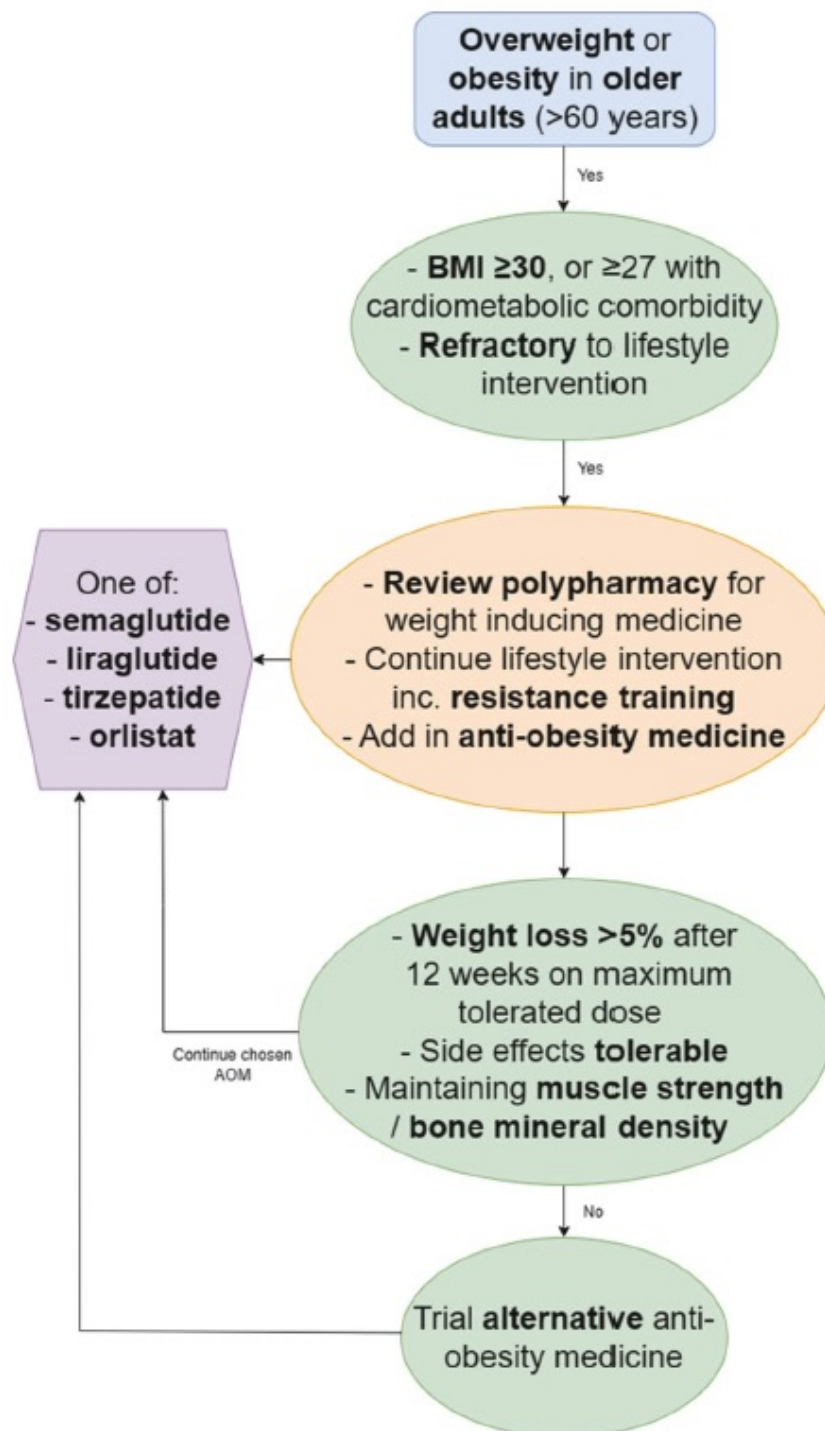 Overweight or
obesity in older
adults (>60 years)
Yes
- BMI ≥30, or ≥27 with
cardiometabolic comorbidity
- Refractory to lifestyle
intervention
Yes
- Review polypharmacy for
weight inducing medicine
- Continue lifestyle intervention
inc. resistance training
- Add in anti-obesity medicine
One of:
- semaglutide
- liraglutide
- tirzepatide
- orlistat
- Weight loss >5% after
12 weeks on maximum
tolerated dose
- Side effects tolerable
- Maintaining muscle strength
/ bone mineral density
Continue chosen
AOM
No
Trial alternative anti-
obesity medicine